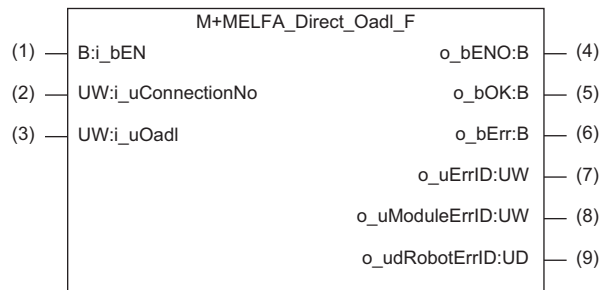 M+MELFA_Direct_Oadl_F
(1) B:i_bEN o_bENO:B (4)
(2) UW:i_uConnectionNo o_bOK:B (5)
(3) UW:i_uOadl o_bErr:B (6)
o_uErrID:UW (7)
o_uModuleErrID:UW (8)
o_udRobotErrID:UD (9)